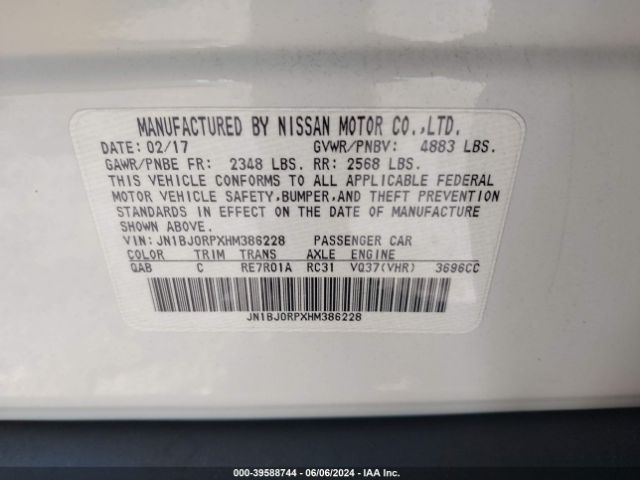 MANUFACTURED BY NISSAN MOTOR CO.,LTD.
DATE: 02/17 GVWR/PNBV: 4883 LBS.
GAWR/PNBE FR: 2348 LBS. RR: 2568 LBS.
THIS VEHICLE CONFORMS TO ALL APPLICABLE FEDERAL
MOTOR VEHICLE SAFETY,BUMPER,AND THEFT PREVENTION
STANDARDS IN EFFECT ON THE DATE OF MANUFACTURE
SHOWN ABOVE.
VIN: JN1BJ0RPXHM386228 PASSENGER CAR
COLOR TRIM TRANS AXLE ENGINE
QAB C RE7R01A RC31 VQ37(VHR) 3696CC
JN1BJ0RPXHM386228
000-39588744 - 06/06/2024 - IAA Inc.